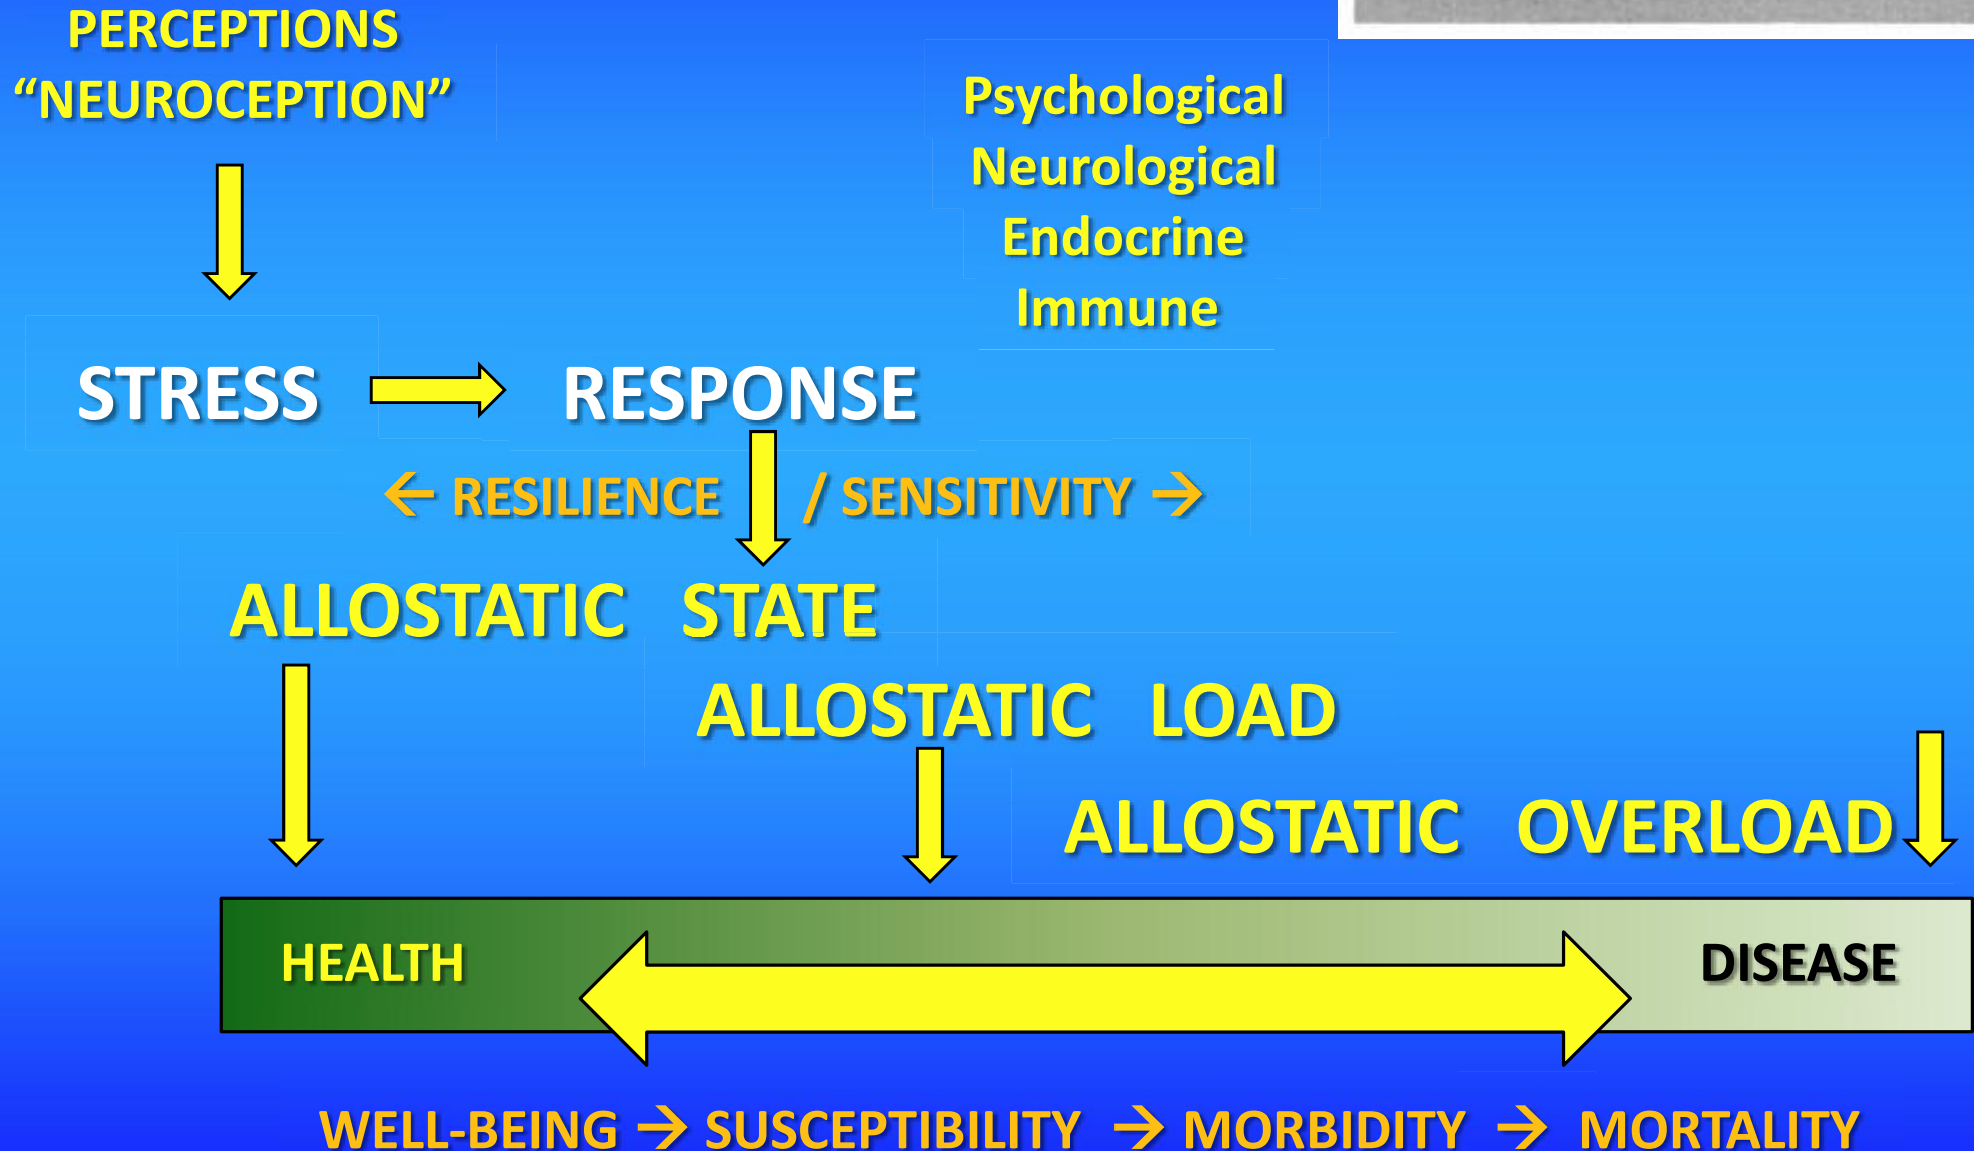 PERCEPTIONS
“NEUROCEPTION”
Psychological
Neurological
Endocrine
Immune
STRESS RESPONSE
← RESILIENCE / SENSITIVITY →
ALLOSTATIC STATE
ALLOSTATIC LOAD
ALLOSTATIC OVERLOAD
HEALTH DISEASE
WELL-BEING → SUSCEPTIBILITY → MORBIDITY → MORTALITY